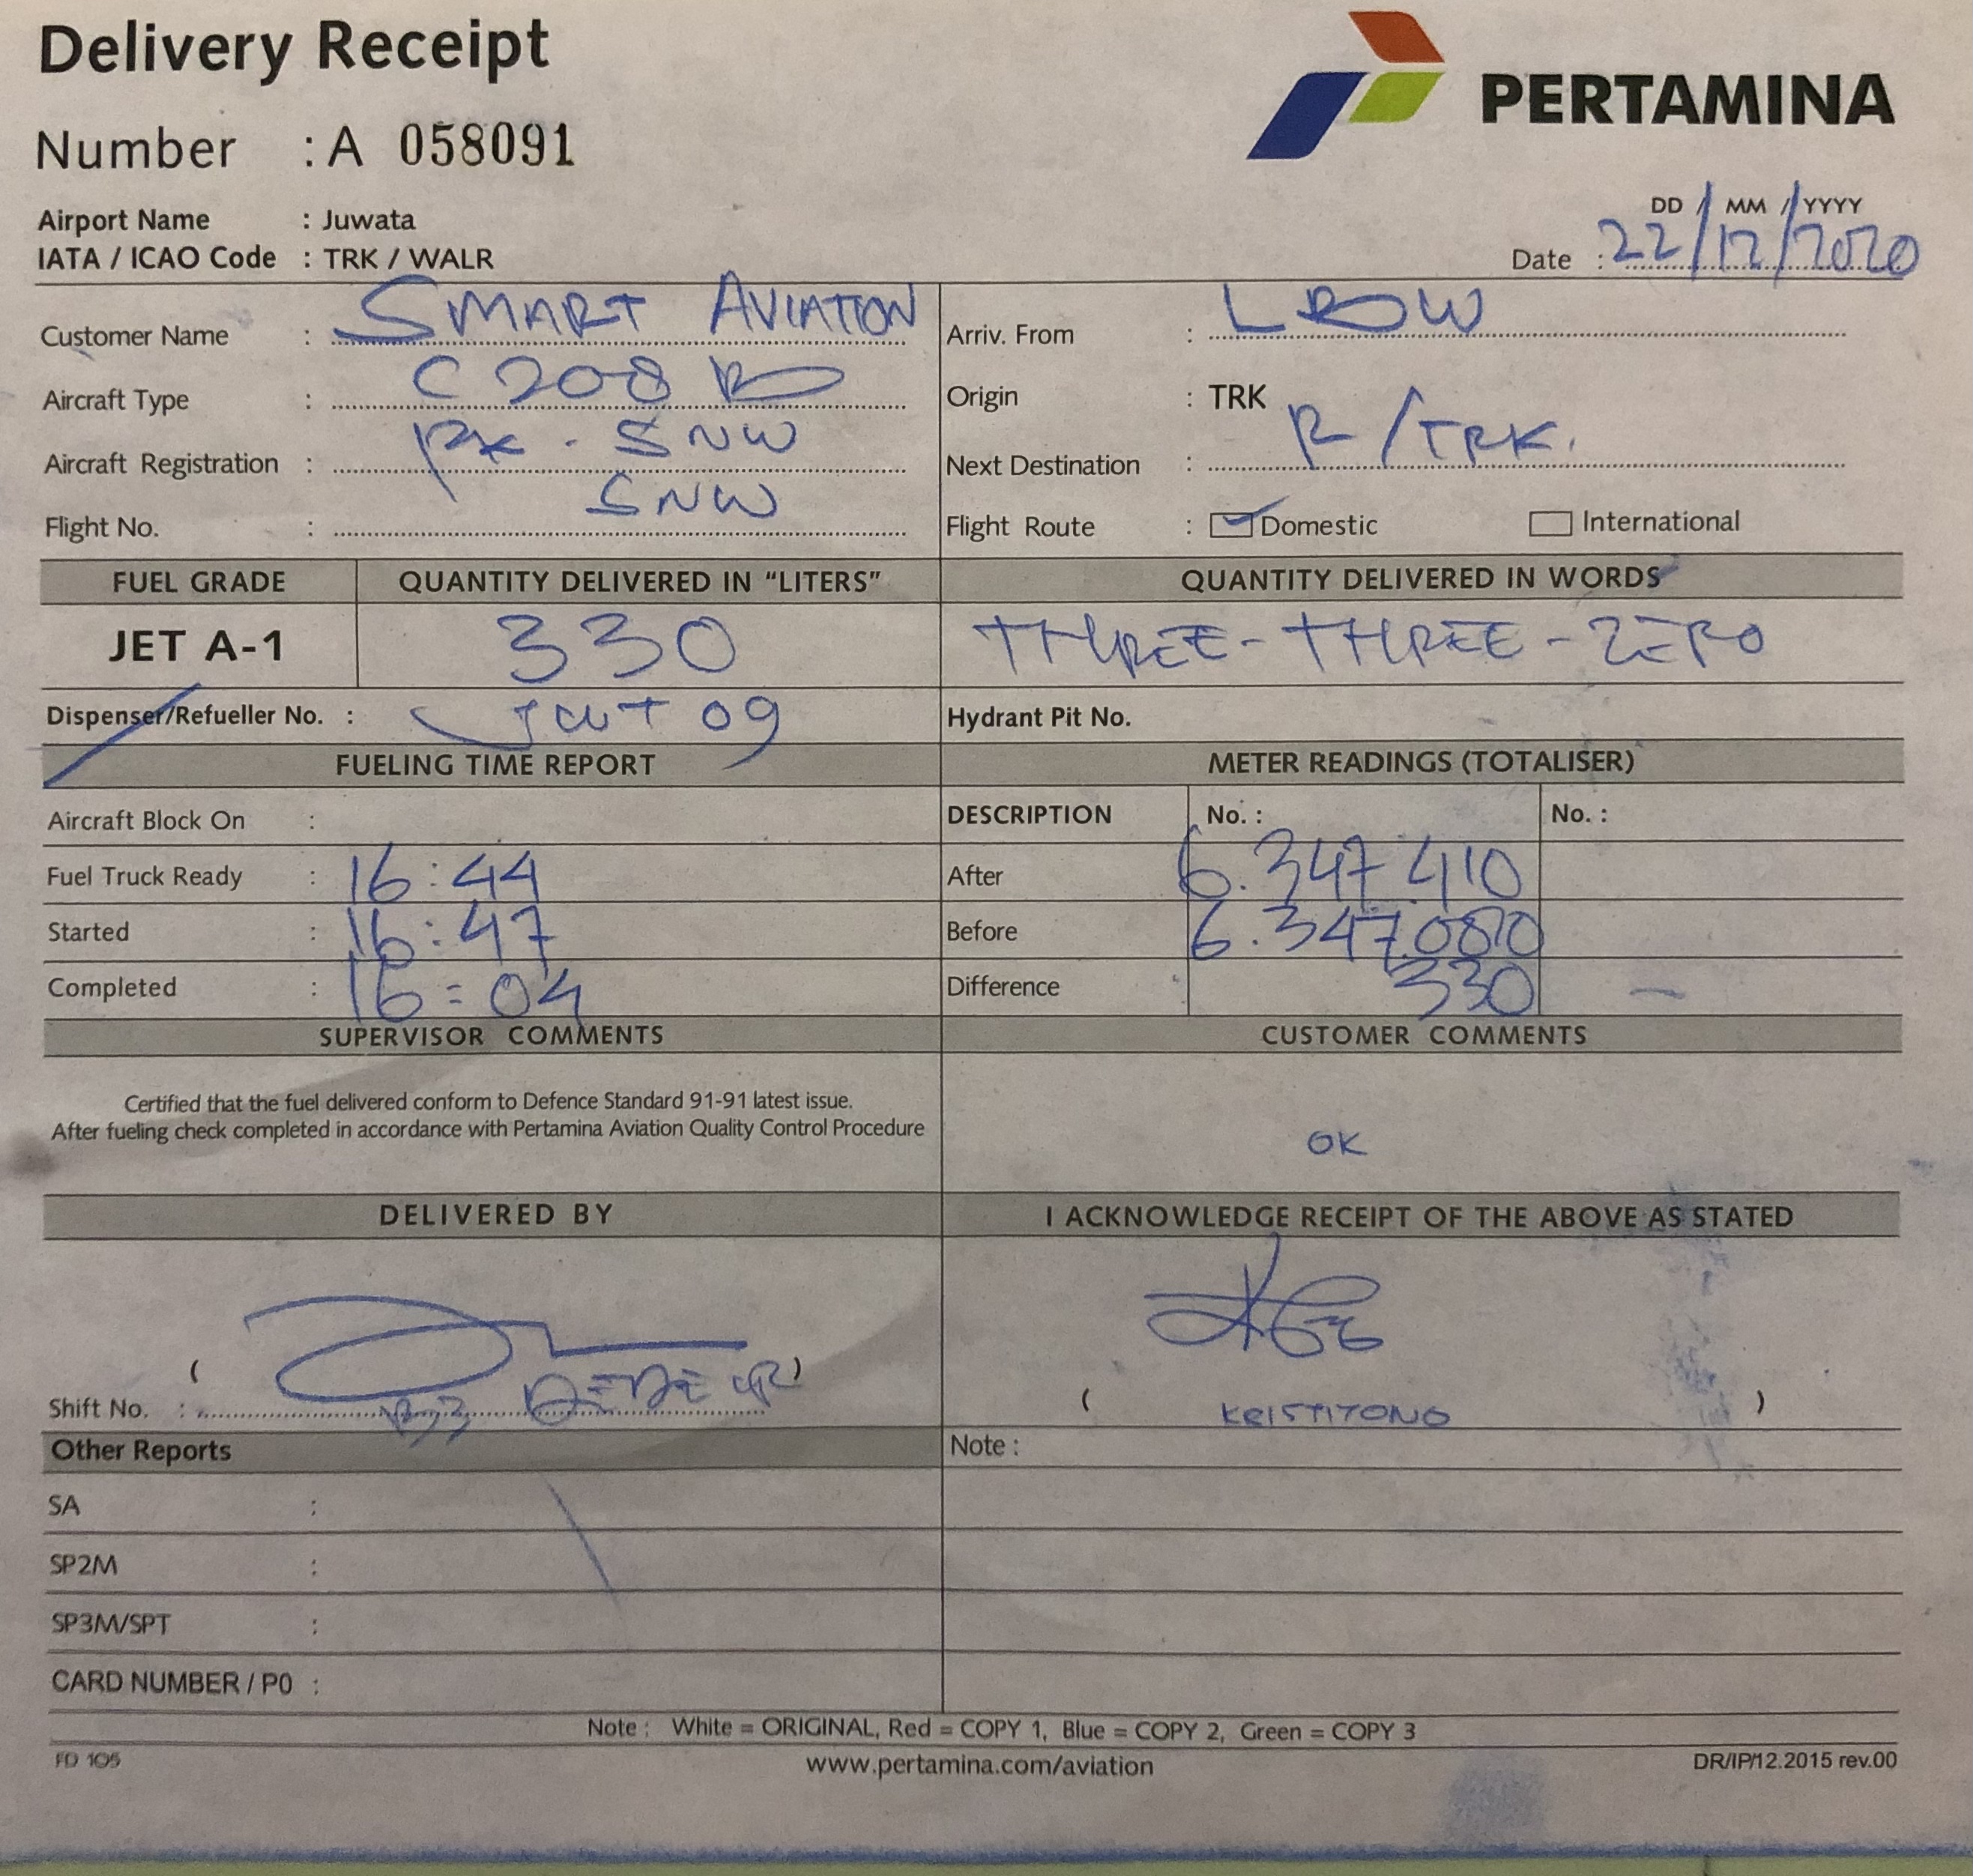 Delivery Receipt
PERTAMINA
Number : A 058091
Airport Name : Juwata
IATA / ICAO Code : TRK / WALR
DD / MM / YYYY
Date : 22/12/2020
Customer Name : SMART AVIATION
Arriv. From : LBW
Aircraft Type : C 208 B
Origin : TRK
Aircraft Registration : PK - SNW
Next Destination : R/TRK.
Flight No. : SNW
Flight Route : Domestic International
FUEL GRADE QUANTITY DELIVERED IN "LITERS" QUANTITY DELIVERED IN WORDS
JET A-1 330 THREE-THREE-ZERO
Dispenser/Refueller No. : JWT 09
Hydrant Pit No.
FUELING TIME REPORT METER READINGS (TOTALISER)
Aircraft Block On :
DESCRIPTION No. : No. :
Fuel Truck Ready : 16:44
After 6.347 410
Started : 16:47
Before 6.347.080
Completed : 16=04
Difference 330 —
SUPERVISOR COMMENTS CUSTOMER COMMENTS
Certified that the fuel delivered conform to Defence Standard 91-91 latest issue.
After fueling check completed in accordance with Pertamina Aviation Quality Control Procedure
OK
DELIVERED BY I ACKNOWLEDGE RECEIPT OF THE ABOVE AS STATED
( DEDE )
Shift No. :
( KRISTITONO )
Other Reports
Note :
SA :
SP2M :
SP3M/SPT :
CARD NUMBER / P0 :
Note : White = ORIGINAL, Red = COPY 1, Blue = COPY 2, Green = COPY 3
FD 105
www.pertamina.com/aviation
DR/IP/12.2015 rev.00